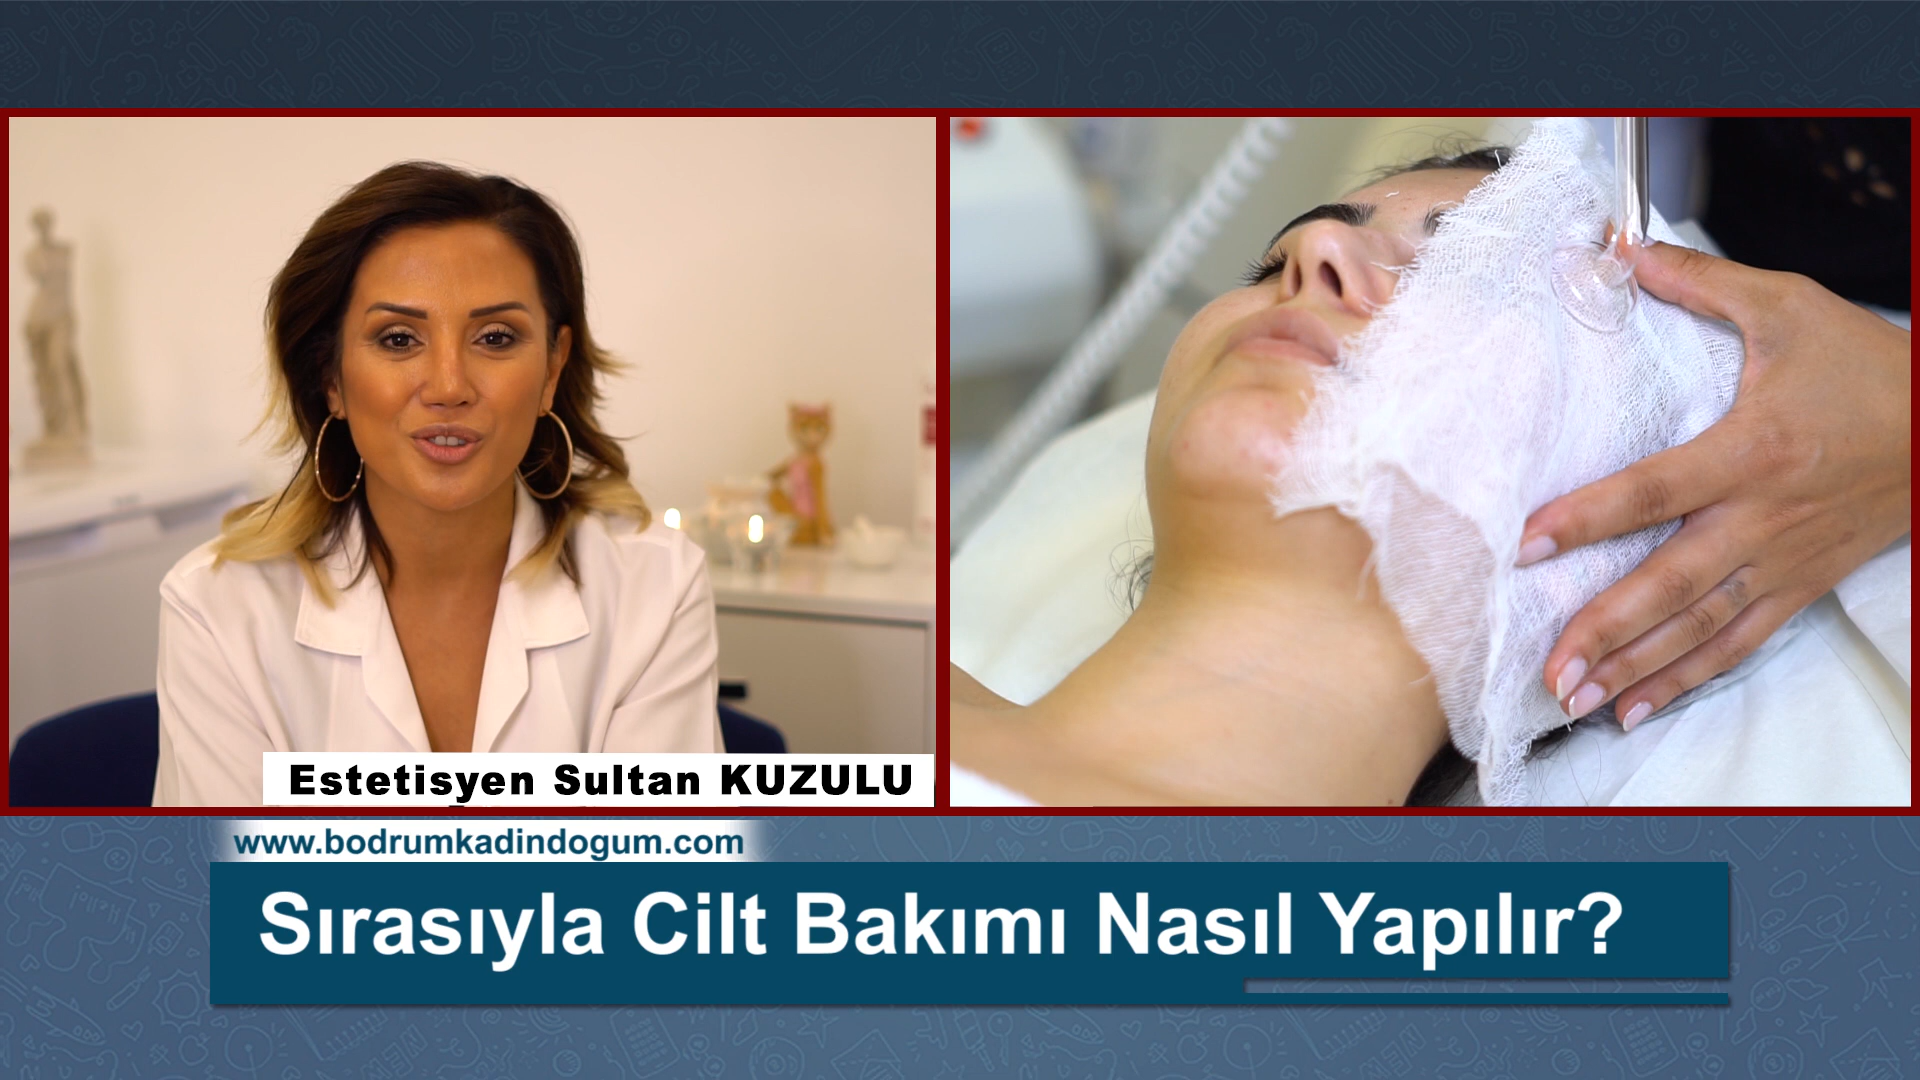 Estetisyen Sultan KUZULU
www.bodrumkadindogum.com
Sırasıyla Cilt Bakımı Nasıl Yapılır?